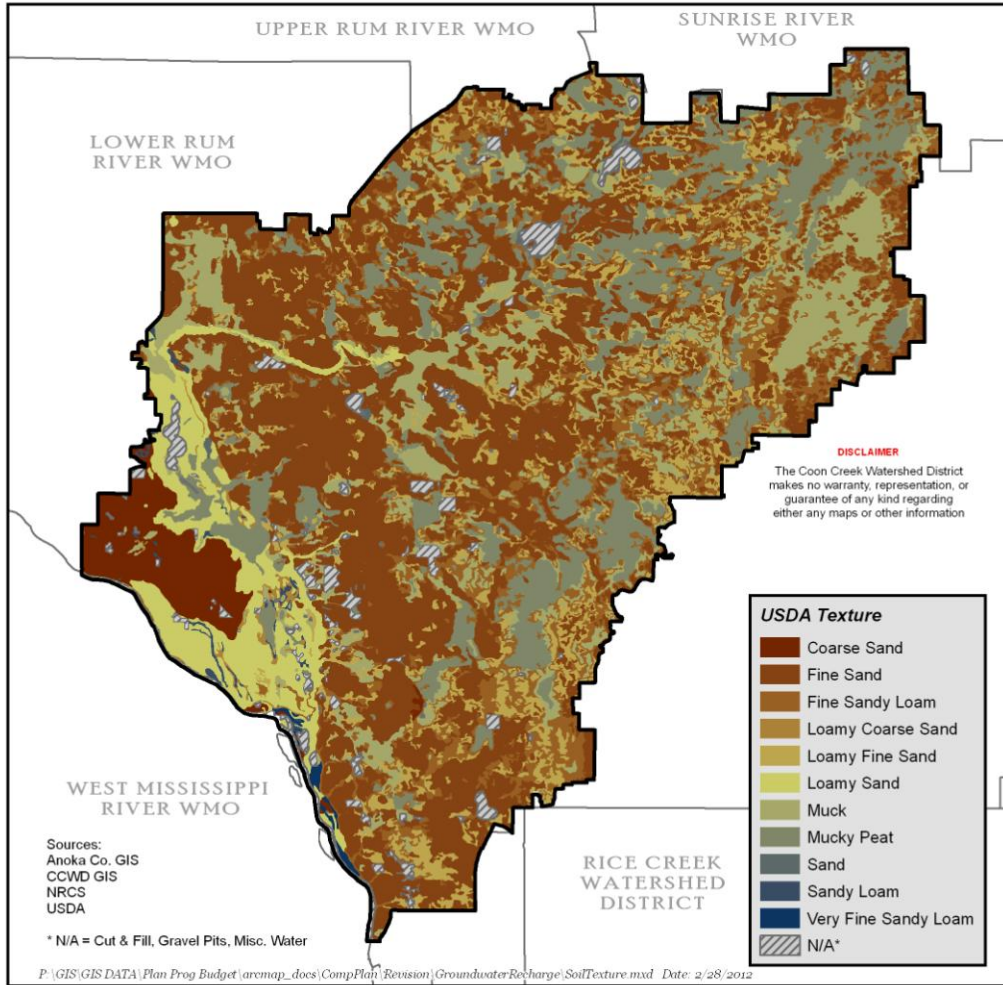 UPPER RUM RIVER WMO
SUNRISE RIVER
WMO
LOWER RUM
RIVER WMO
DISCLAIMER
The Coon Creek Watershed District
makes no warranty, representation, or
guarantee of any kind regarding
either any maps or other information
USDA Texture
Coarse Sand
Fine Sand
Fine Sandy Loam
Loamy Coarse Sand
Loamy Fine Sand
Loamy Sand
Muck
Mucky Peat
Sand
Sandy Loam
Very Fine Sandy Loam
N/A*
WEST MISSISSIPPI
RIVER WMO
RICE CREEK
WATERSHED
DISTRICT
Sources:
Anoka Co. GIS
CCWD GIS
NRCS
USDA
* N/A = Cut & Fill, Gravel Pits, Misc. Water
P:\GIS\GIS DATA\Plan Prog Budget\arcmap_docs\CompPlan\Revision\GroundwaterRecharge\SoilTexture.mxd Date: 2/28/2012